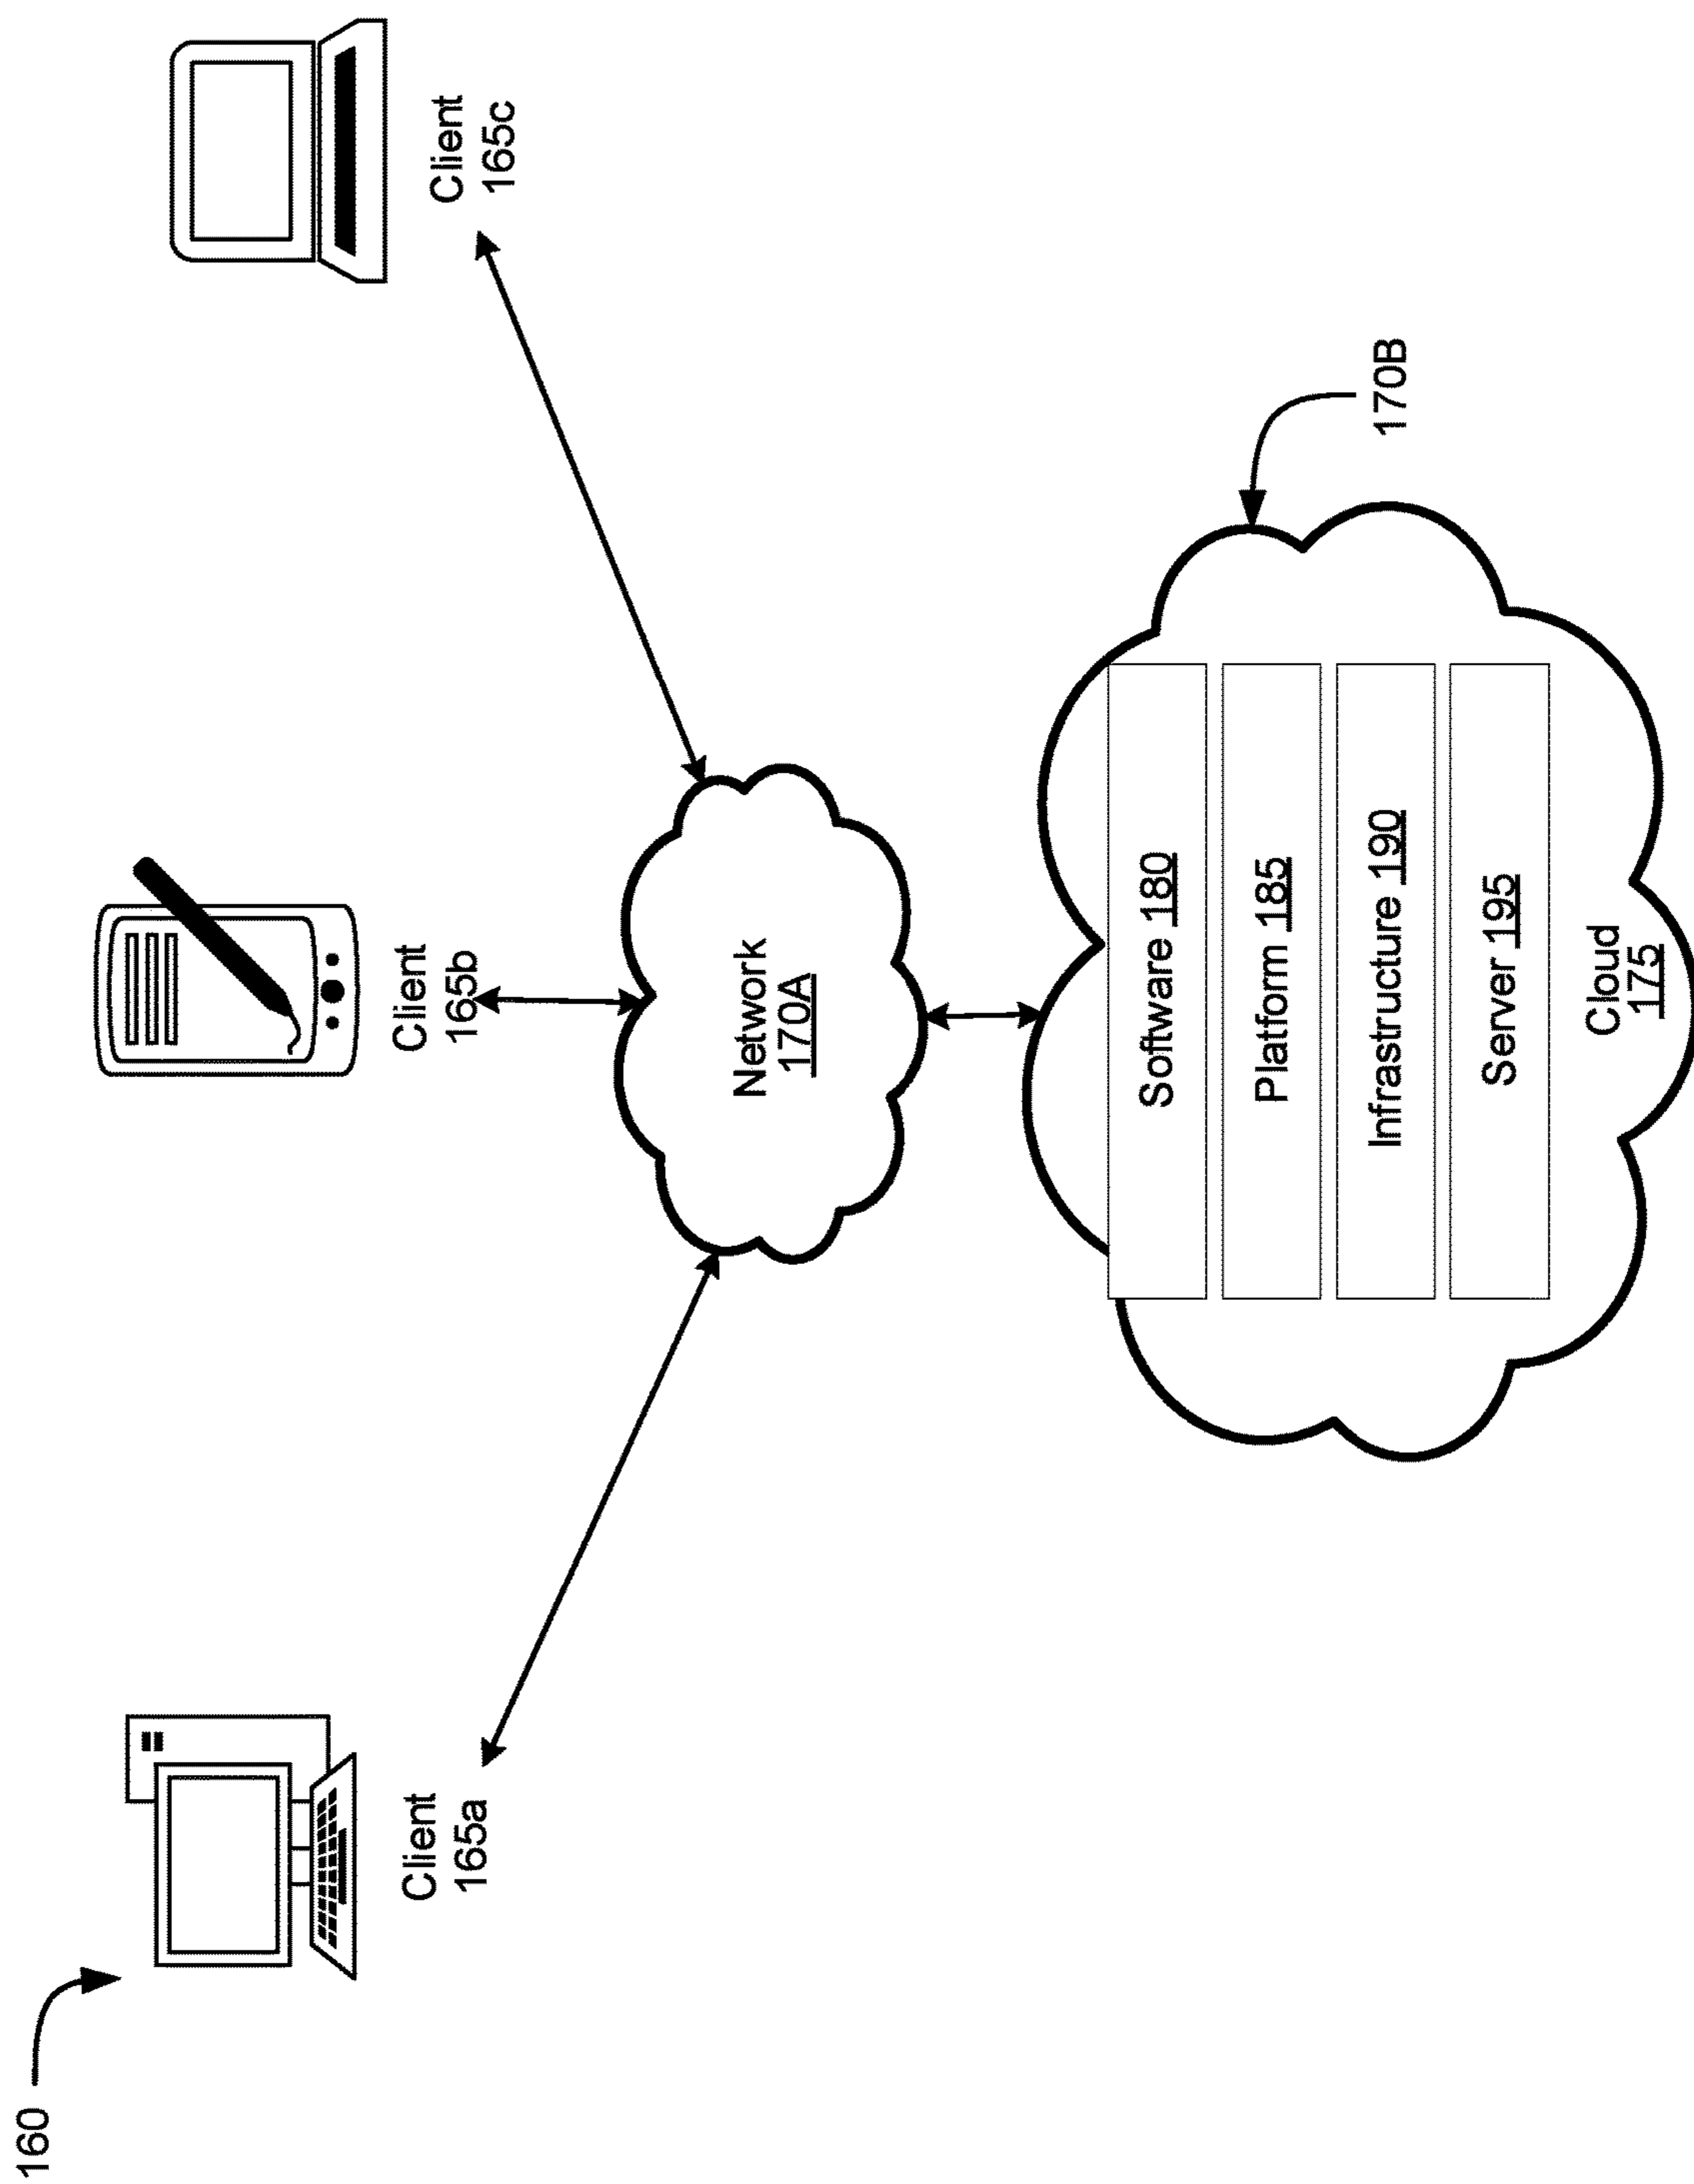 160
Client
165a
Client
165b
Client
165c
Network
170A
170B
Software 180
Platform 185
Infrastructure 190
Server 195
Cloud
175